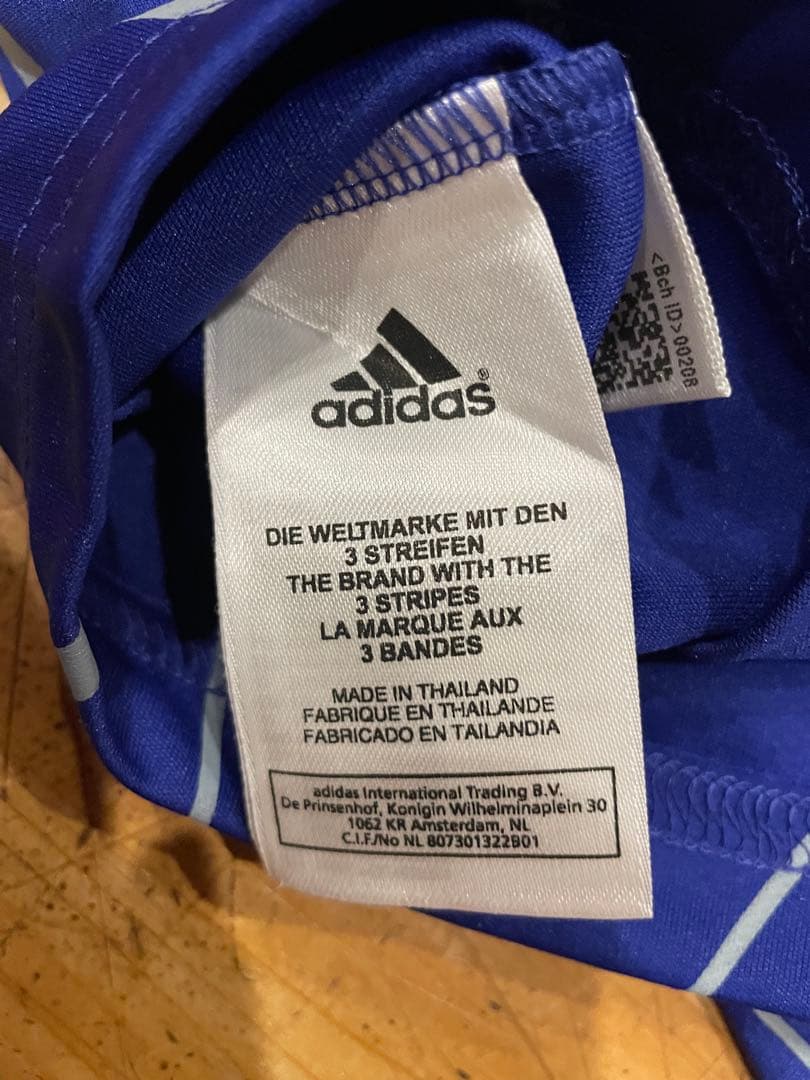 adidas®
DIE WELTMARKE MIT DEN
3 STREIFEN
THE BRAND WITH THE
3 STRIPES
LA MARQUE AUX
3 BANDES
MADE IN THAILAND
FABRIQUE EN THAILANDE
FABRICADO EN TAILANDIA
adidas International Trading B.V.
De Prinsenhof, Konigin Wilhelminaplein 30
1062 KR Amsterdam, NL
C.I.F./No NL 807301322B01
<Bch ID>00208